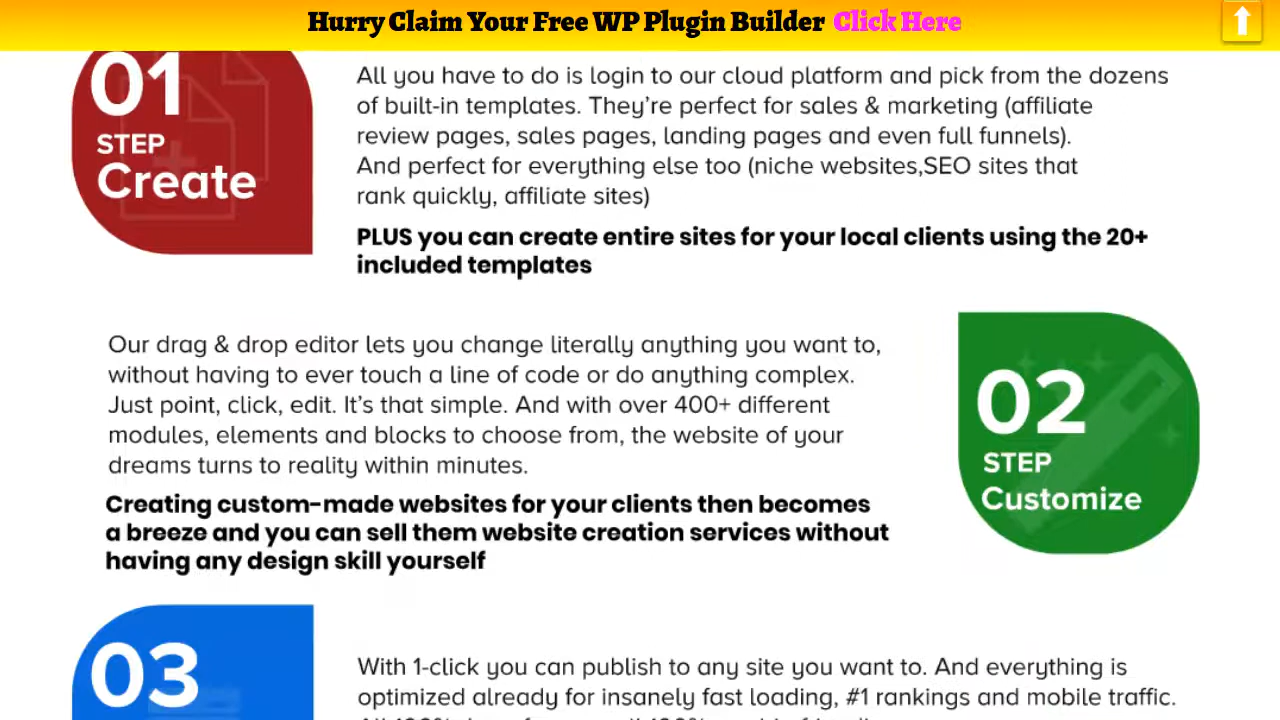 Hurry Claim Your Free WP Plugin Builder Click Here
01
STEP
Create
All you have to do is login to our cloud platform and pick from the dozens
of built-in templates. They're perfect for sales & marketing (affiliate
review pages, sales pages, landing pages and even full funnels).
And perfect for everything else too (niche websites,SEO sites that
rank quickly, affiliate sites)
PLUS you can create entire sites for your local clients using the 20+
included templates
Our drag & drop editor lets you change literally anything you want to,
without having to ever touch a line of code or do anything complex.
Just point, click, edit. It's that simple. And with over 400+ different
modules, elements and blocks to choose from, the website of your
dreams turns to reality within minutes.
Creating custom-made websites for your clients then becomes
a breeze and you can sell them website creation services without
having any design skill yourself
02
STEP
Customize
03
With 1-click you can publish to any site you want to. And everything is
optimized already for insanely fast loading, #1 rankings and mobile traffic.